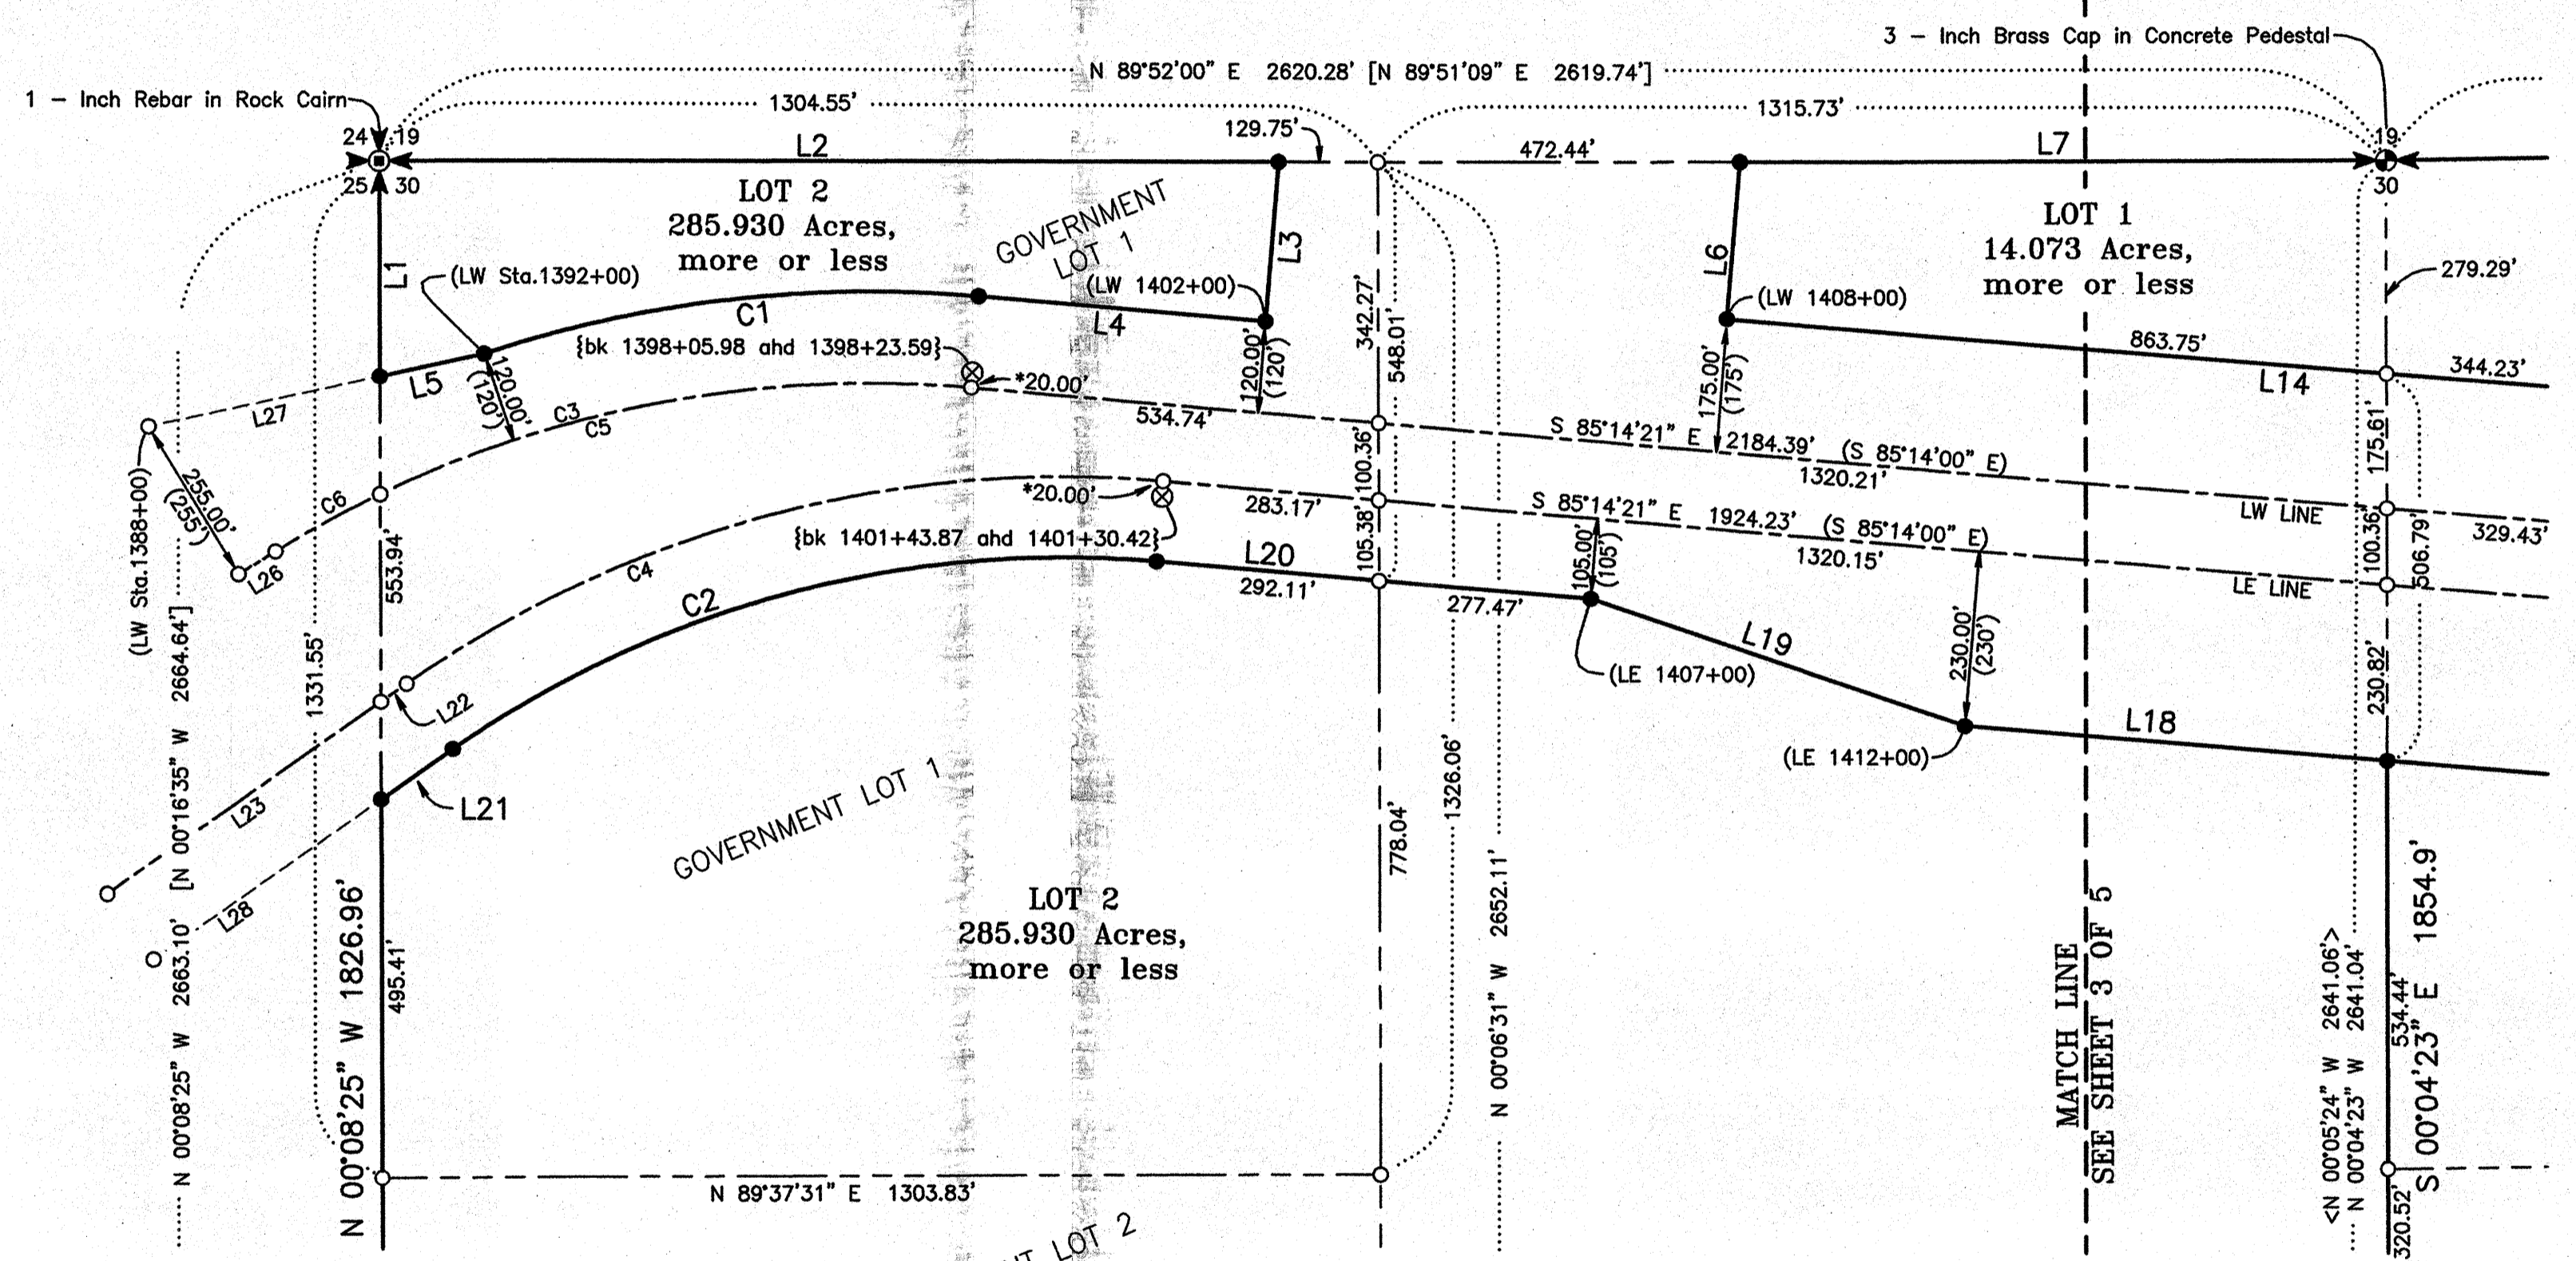 3 - Inch Brass Cap in Concrete Pedestal
N 89°52'00" E 2620.28' [N 89°51'09" E 2619.74']
1 - Inch Rebar in Rock Cairn
1304.55'
1315.73'
129.75'
24 19
25 30
L2
472.44'
L7
19
30
LOT 2
285.930 Acres,
more or less
GOVERNMENT
LOT 1
LOT 1
14.073 Acres,
more or less
L1
L3
L6
279.29'
(LW Sta.1392+00)
(LW 1402+00)
(LW 1408+00)
C1
L4
342.27'
548.01'
863.75'
{bk 1398+05.98 ahd 1398+23.59}
*20.00'
L5
120.00'
(120')
120.00'
(120')
175.00'
(175')
L14
344.23'
L27
C3
C5
534.74'
S 85°14'21" E 2184.39' (S 85°14'00" E)
1320.21'
175.61'
(LW Sta.1388+00)
255.00'
(255')
C6
L26
100.36'
*20.00'
283.17'
S 85°14'21" E 1924.23' (S 85°14'00" E)
1320.15'
LW LINE
329.43'
100.36'
506.79'
553.94'
{bk 1401+43.87 ahd 1401+30.42}
105.38'
105.00'
(105')
LE LINE
C4
C2
L20
292.11'
277.47'
L19
230.00'
(230')
230.82'
1331.55'
L22
(LE 1407+00)
L18
(LE 1412+00)
L23
L21
L28
GOVERNMENT LOT 1
1326.06'
778.04'
N 00°08'25" W 2663.10' [N 00°16'35" W 2664.64']
N 00°08'25" W 1826.96'
495.41'
LOT 2
285.930 Acres,
more or less
N 00°06'31" W 2652.11'
MATCH LINE
SEE SHEET 3 OF 5
<N 00°05'24" W 2641.06'>
N 00°04'23" W 2641.04'
534.44'
S 00°04'23" E 1854.9'
N 89°37'31" E 1303.83'
320.52'
LOT 2